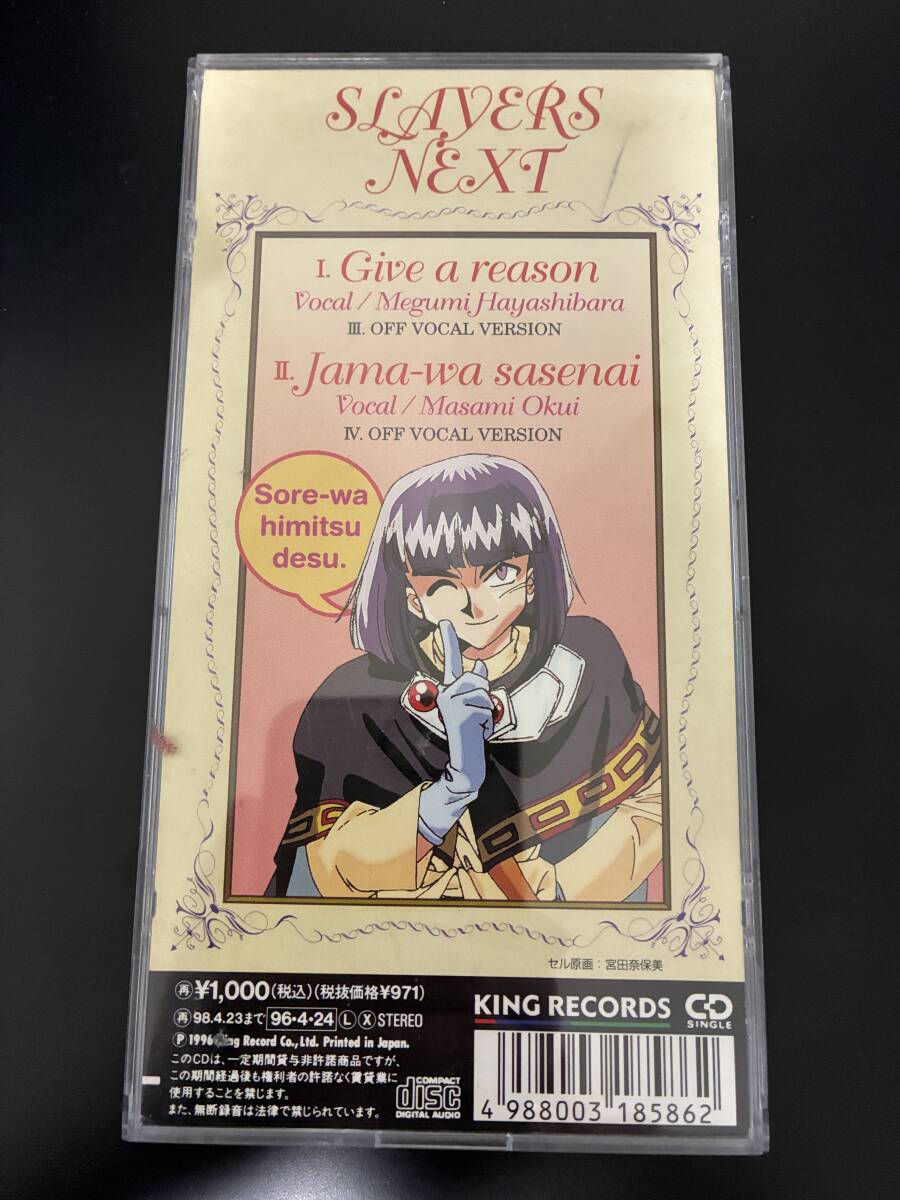 SLAYERS
NEXT
I. Give a reason
Vocal / Megumi Hayashibara
III. OFF VOCAL VERSION
II. Jama-wa sasenai
Vocal / Masami Okui
IV. OFF VOCAL VERSION
Sore-wa
himitsu
desu.
セル原画：宮田奈保美
再¥1,000(税込)(税抜価格¥971)
再98.4.23まで 96・4・24 L X STEREO
Ⓟ 1996 King Record Co., Ltd. Printed in Japan.
このCDは、一定期間貸与非許諾商品ですが、
この期間経過後も権利者の許諾なく賃貸業に
使用することを禁じます。
また、無断録音は法律で禁じられています。
COMPACT
disc
DIGITAL AUDIO
KING RECORDS
CD
SINGLE
4 988003 185862